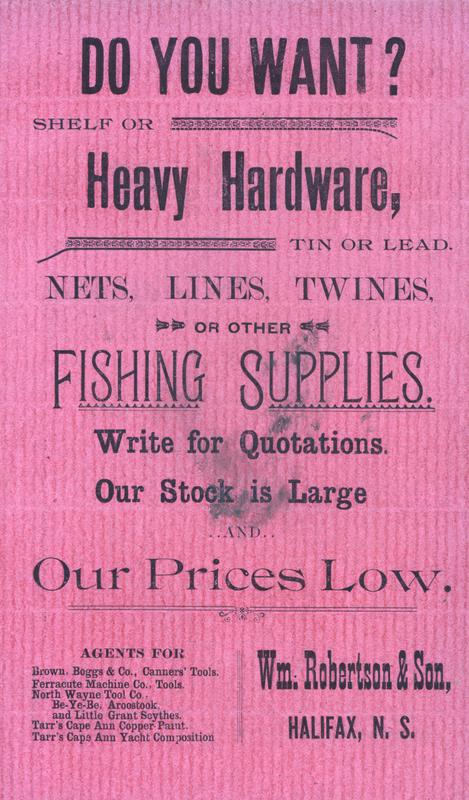 DO YOU WANT?
SHELF OR
Heavy Hardware,
TIN OR LEAD.
NETS, LINES, TWINES,
OR OTHER
FISHING SUPPLIES.
Write for Quotations.
Our Stock is Large
..AND..
Our Prices Low.
AGENTS FOR
Brown, Boggs & Co., Canners' Tools.
Ferracute Machine Co., Tools.
North Wayne Tool Co.,
Be-Ye-Be, Aroostook,
and Little Grant Scythes.
Tarr's Cape Ann Copper Paint.
Tarr's Cape Ann Yacht Composition
Wm. Robertson & Son,
HALIFAX, N. S.